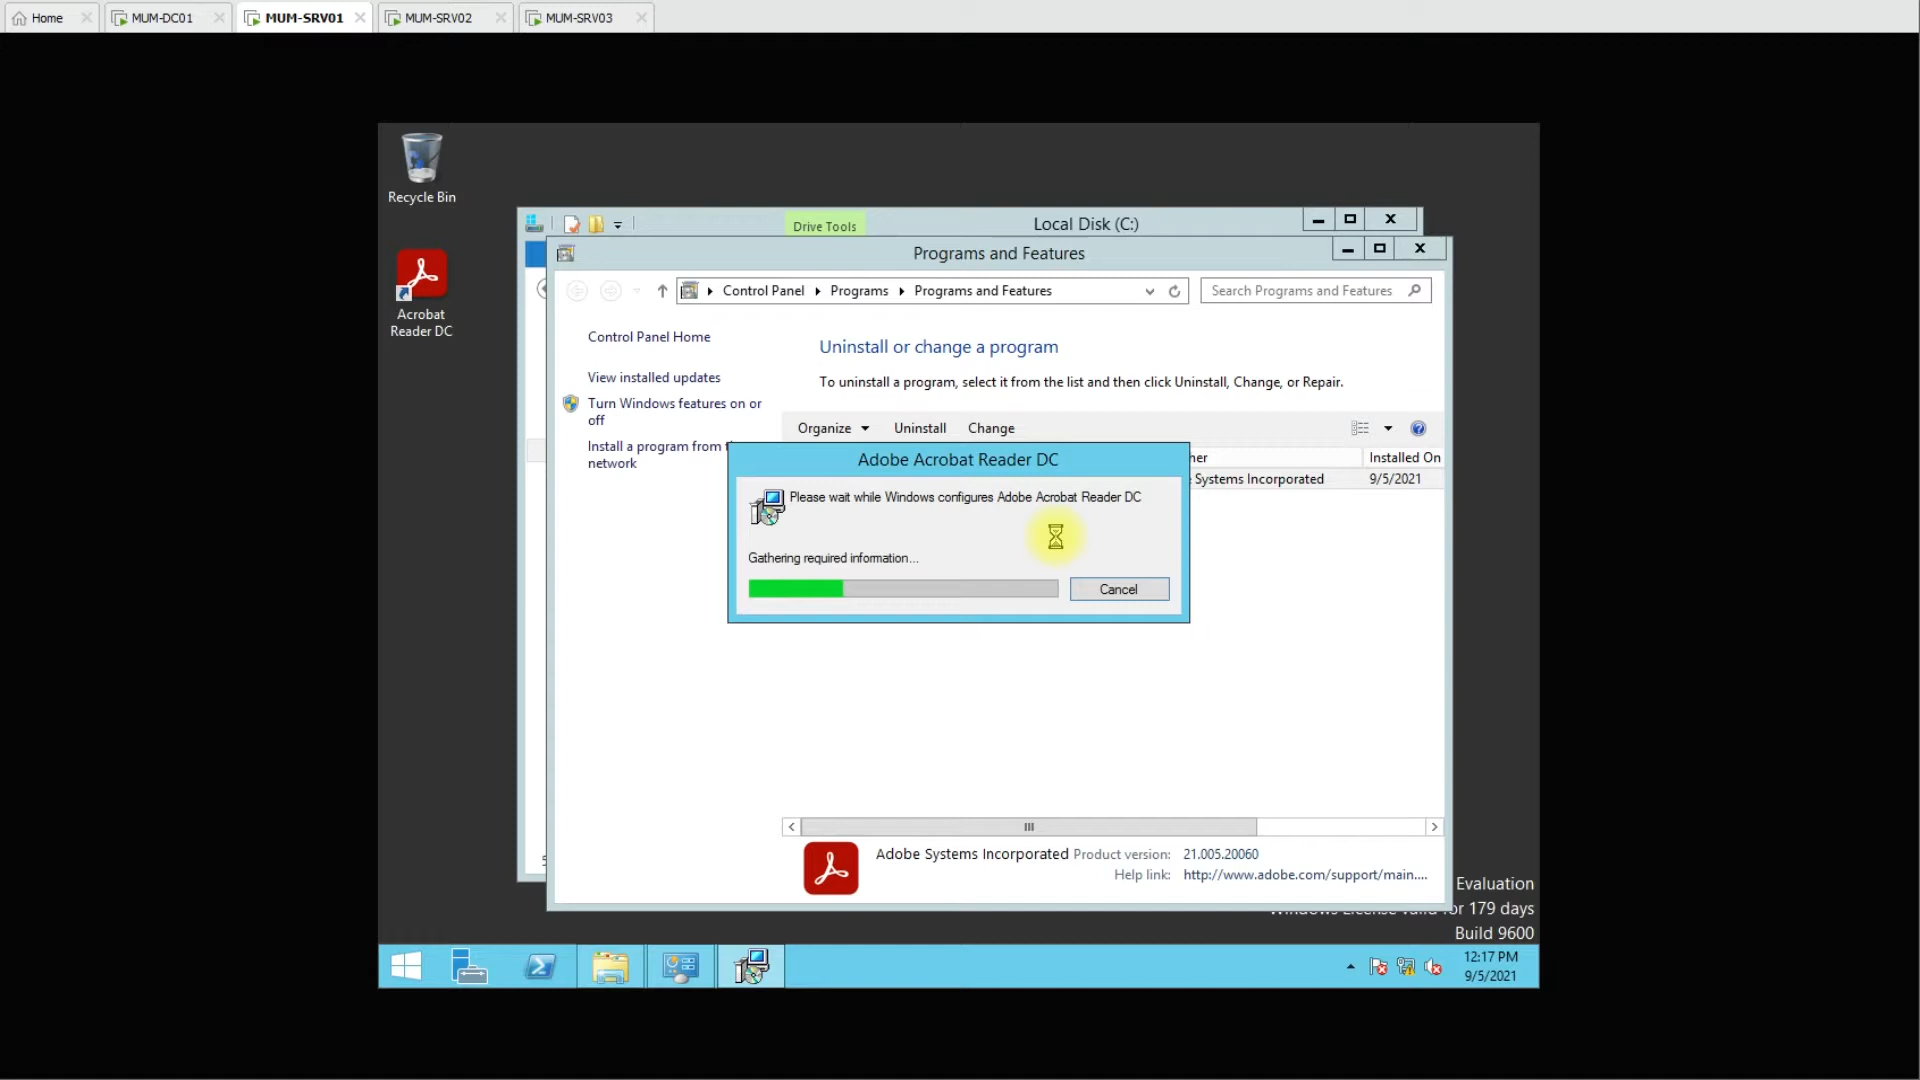 Home
MUM-DC01
MUM-SRV01
MUM-SRV02
MUM-SRV03
Recycle Bin
Acrobat
Reader DC
Drive Tools
Local Disk (C:)
Programs and Features
Control Panel
Programs
Programs and Features
Search Programs and Features
Control Panel Home
View installed updates
Turn Windows features on or
off
Install a program from
network
Uninstall or change a program
To uninstall a program, select it from the list and then click Uninstall, Change, or Repair.
Organize
Uninstall
Change
Installed On
Systems Incorporated
9/5/2021
Adobe Acrobat Reader DC
Please wait while Windows configures Adobe Acrobat Reader DC
Gathering required information...
Cancel
Adobe Systems Incorporated
Product version:
21.005.20060
Help link:
http://www.adobe.com/support/main....
Evaluation
179 days
Build 9600
12:17 PM
9/5/2021